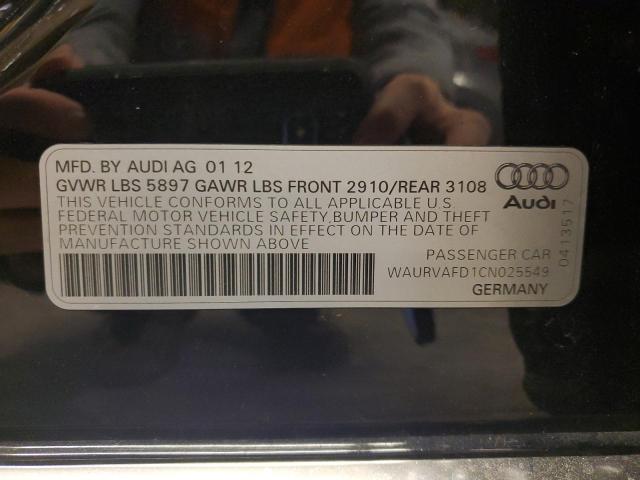 MFD. BY AUDI AG 01 12
GVWR LBS 5897 GAWR LBS FRONT 2910/REAR 3108
THIS VEHICLE CONFORMS TO ALL APPLICABLE U.S.
FEDERAL MOTOR VEHICLE SAFETY,BUMPER AND THEFT
PREVENTION STANDARDS IN EFFECT ON THE DATE OF
MANUFACTURE SHOWN ABOVE
Audi
0413517
PASSENGER CAR
WAURVAFD1CN025549
GERMANY